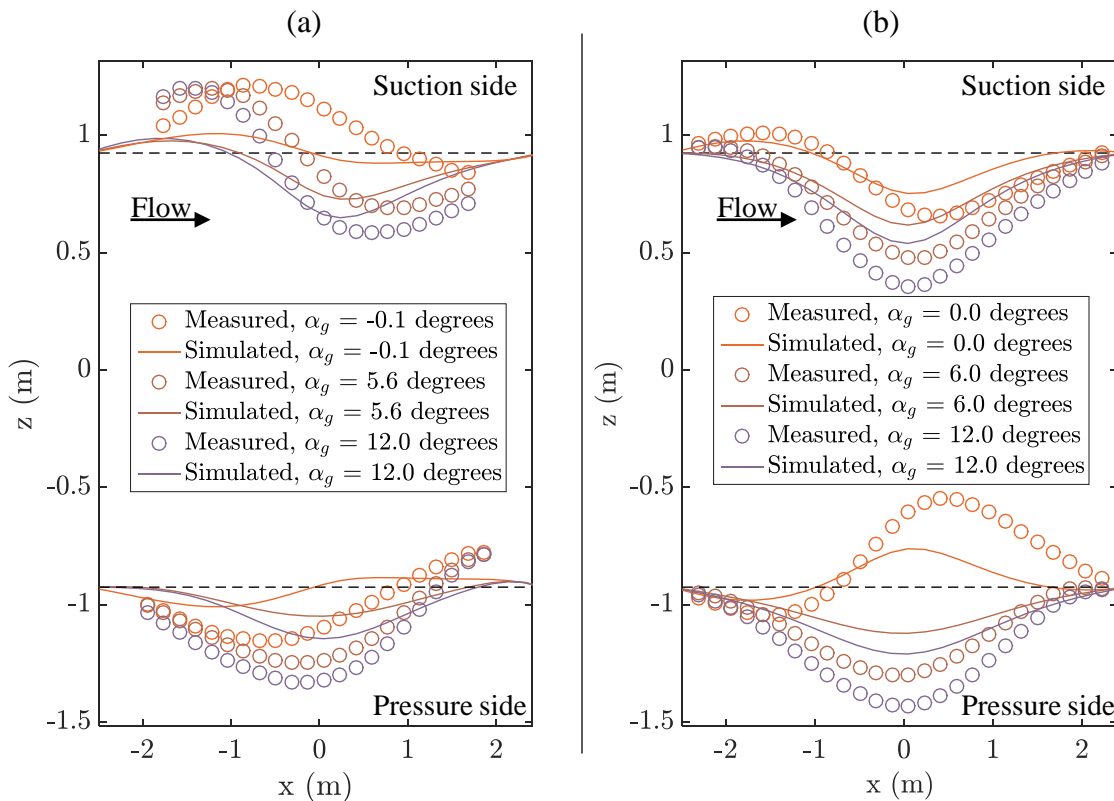 (a)
Suction side
Flow
Measured, α_g = -0.1 degrees
Simulated, α_g = -0.1 degrees
Measured, α_g = 5.6 degrees
Simulated, α_g = 5.6 degrees
Measured, α_g = 12.0 degrees
Simulated, α_g = 12.0 degrees
Pressure side
1
0.5
0
-0.5
-1
-1.5
z (m)
-2
-1
0
1
2
x (m)
(b)
Suction side
Flow
Measured, α_g = 0.0 degrees
Simulated, α_g = 0.0 degrees
Measured, α_g = 6.0 degrees
Simulated, α_g = 6.0 degrees
Measured, α_g = 12.0 degrees
Simulated, α_g = 12.0 degrees
Pressure side
1
0.5
0
-0.5
-1
-1.5
z (m)
-2
-1
0
1
2
x (m)